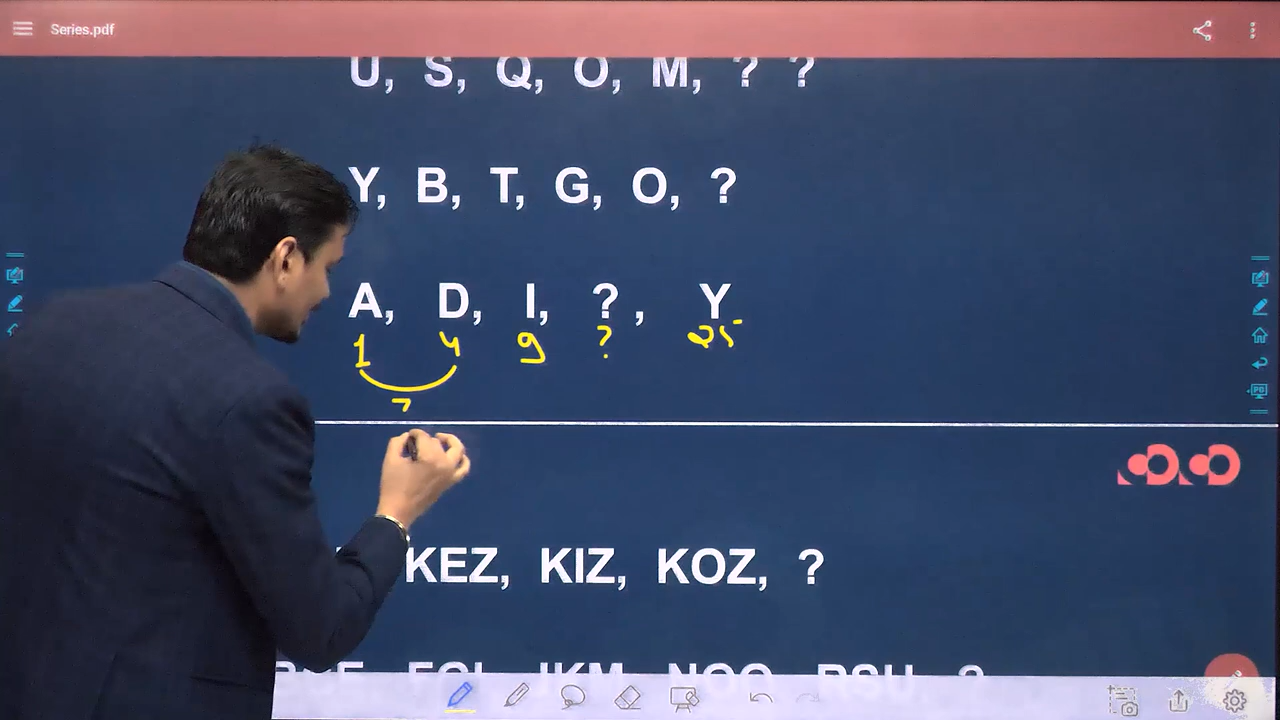 Series.pdf
U, S, Q, O, M, ? ?
Y, B, T, G, O, ?
A, D, I, ?, Y
1 4 9 ? 25
KEZ, KIZ, KOZ, ?